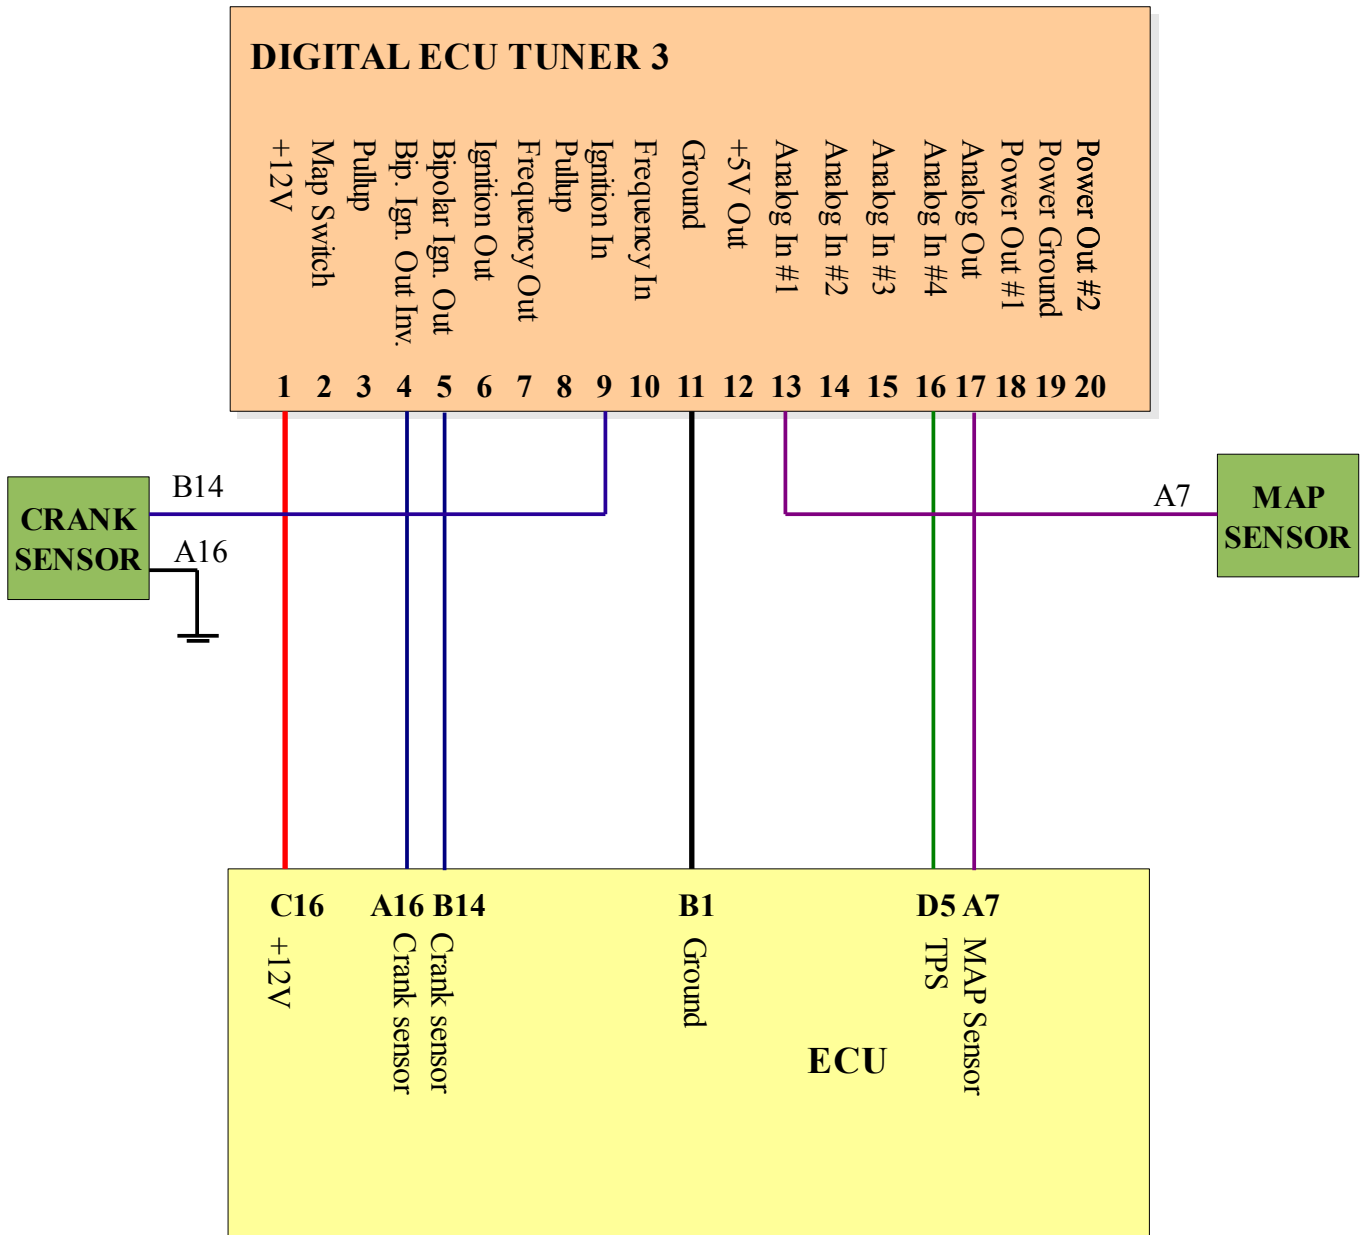 DIGITAL ECU TUNER 3
+12V
Map Switch
Pullup
Bip. Ign. Out Inv.
Bipolar Ign. Out
Ignition Out
Frequency Out
Pullup
Ignition In
Frequency In
Ground
+5V Out
Analog In #1
Analog In #2
Analog In #3
Analog In #4
Analog Out
Power Out #1
Power Ground
Power Out #2
1 2 3 4 5 6 7 8 9 10 11 12 13 14 15 16 17 18 19 20
B14
CRANK
SENSOR
A16
A7
MAP
SENSOR
C16 A16 B14 B1 D5 A7
+12V
Crank sensor
Crank sensor
Ground
TPS
MAP Sensor
ECU